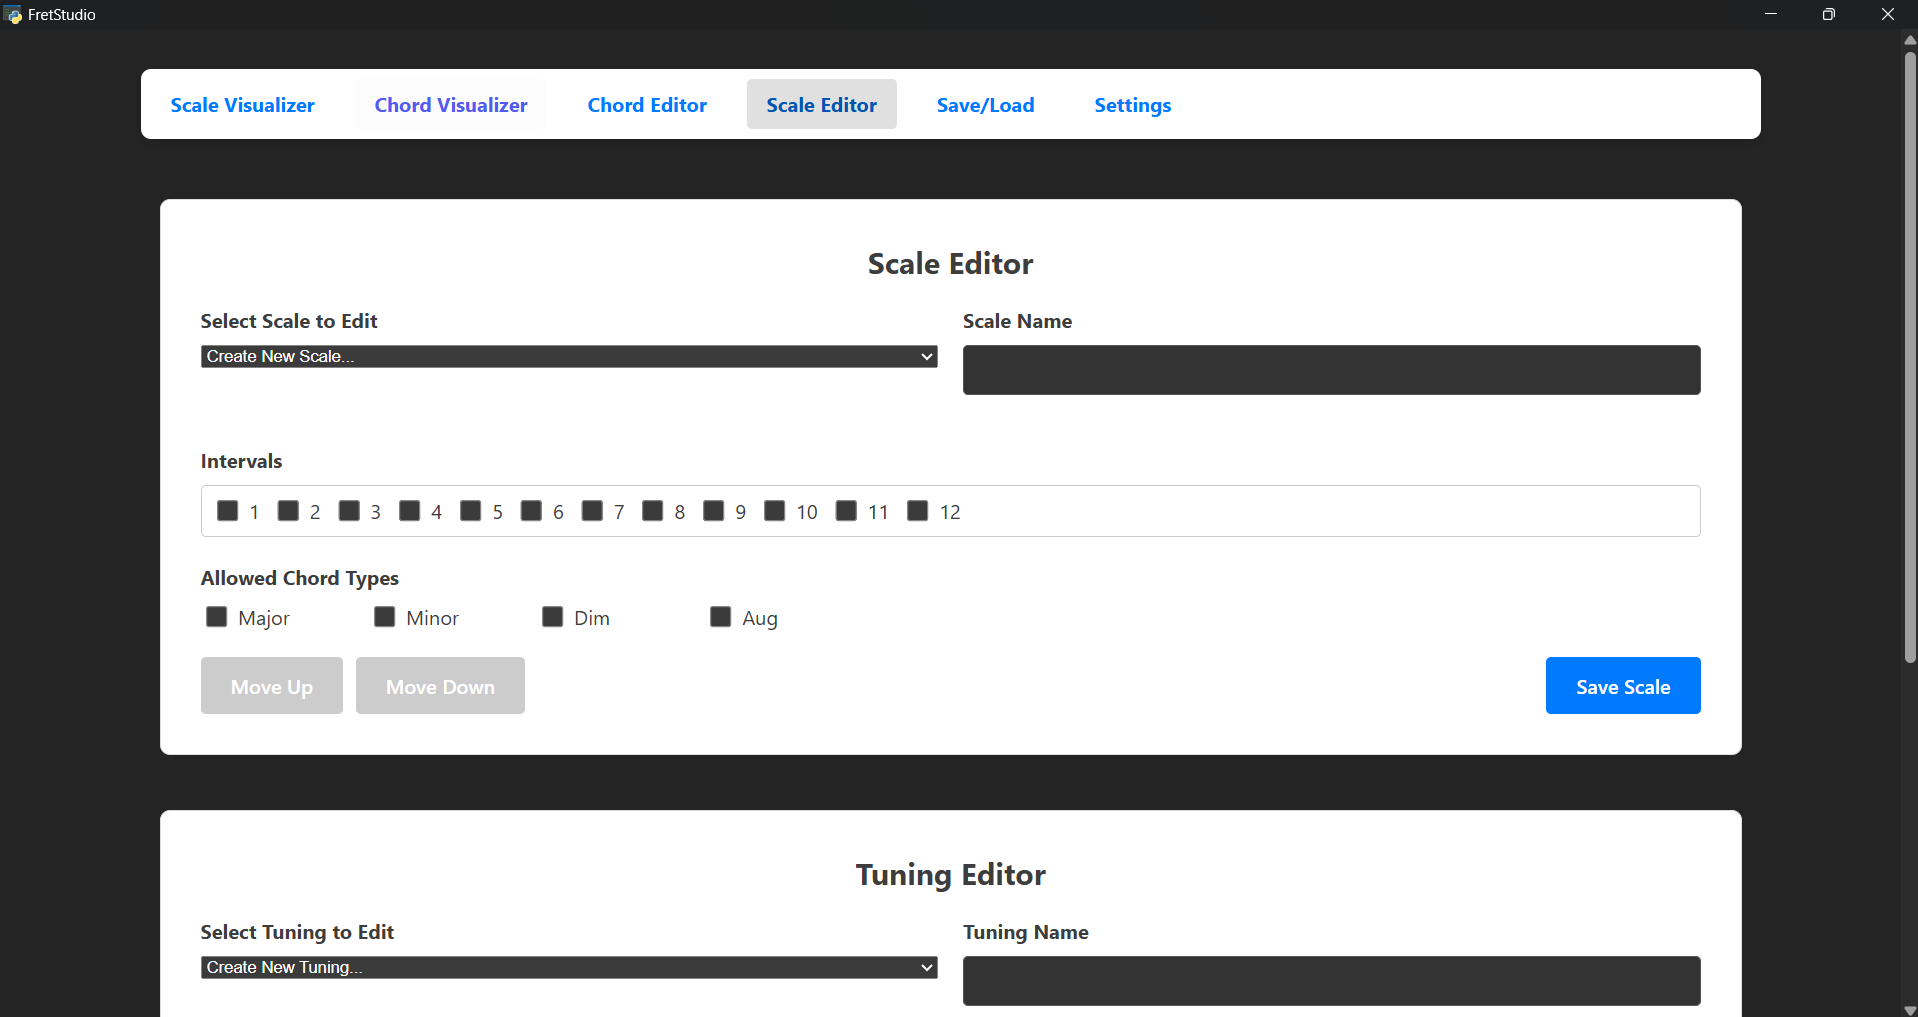 FretStudio
Scale Visualizer Chord Visualizer Chord Editor Scale Editor Save/Load Settings
Scale Editor
Select Scale to Edit Scale Name
Create New Scale...
Intervals
1 2 3 4 5 6 7 8 9 10 11 12
Allowed Chord Types
Major Minor Dim Aug
Move Up Move Down Save Scale
Tuning Editor
Select Tuning to Edit Tuning Name
Create New Tuning...